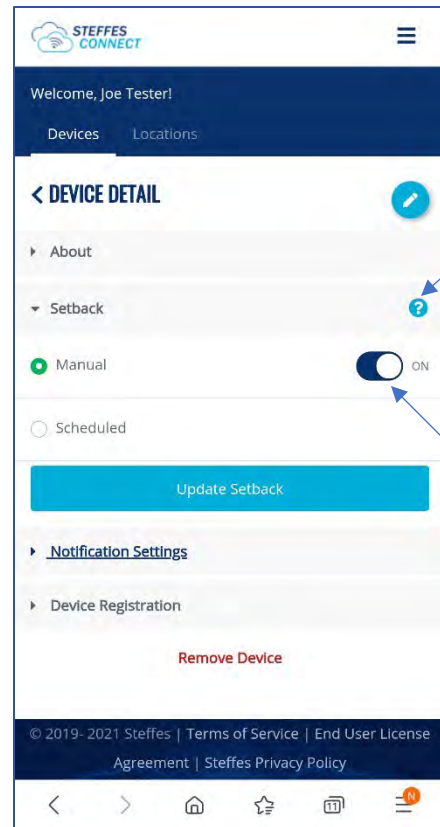 STEFFES
CONNECT
Welcome, Joe Tester!
Devices Locations
< DEVICE DETAIL
About
Setback ?
Manual ON
Scheduled
Update Setback
Notification Settings
Device Registration
Remove Device
© 2019- 2021 Steffes | Terms of Service | End User License
Agreement | Steffes Privacy Policy
11 N